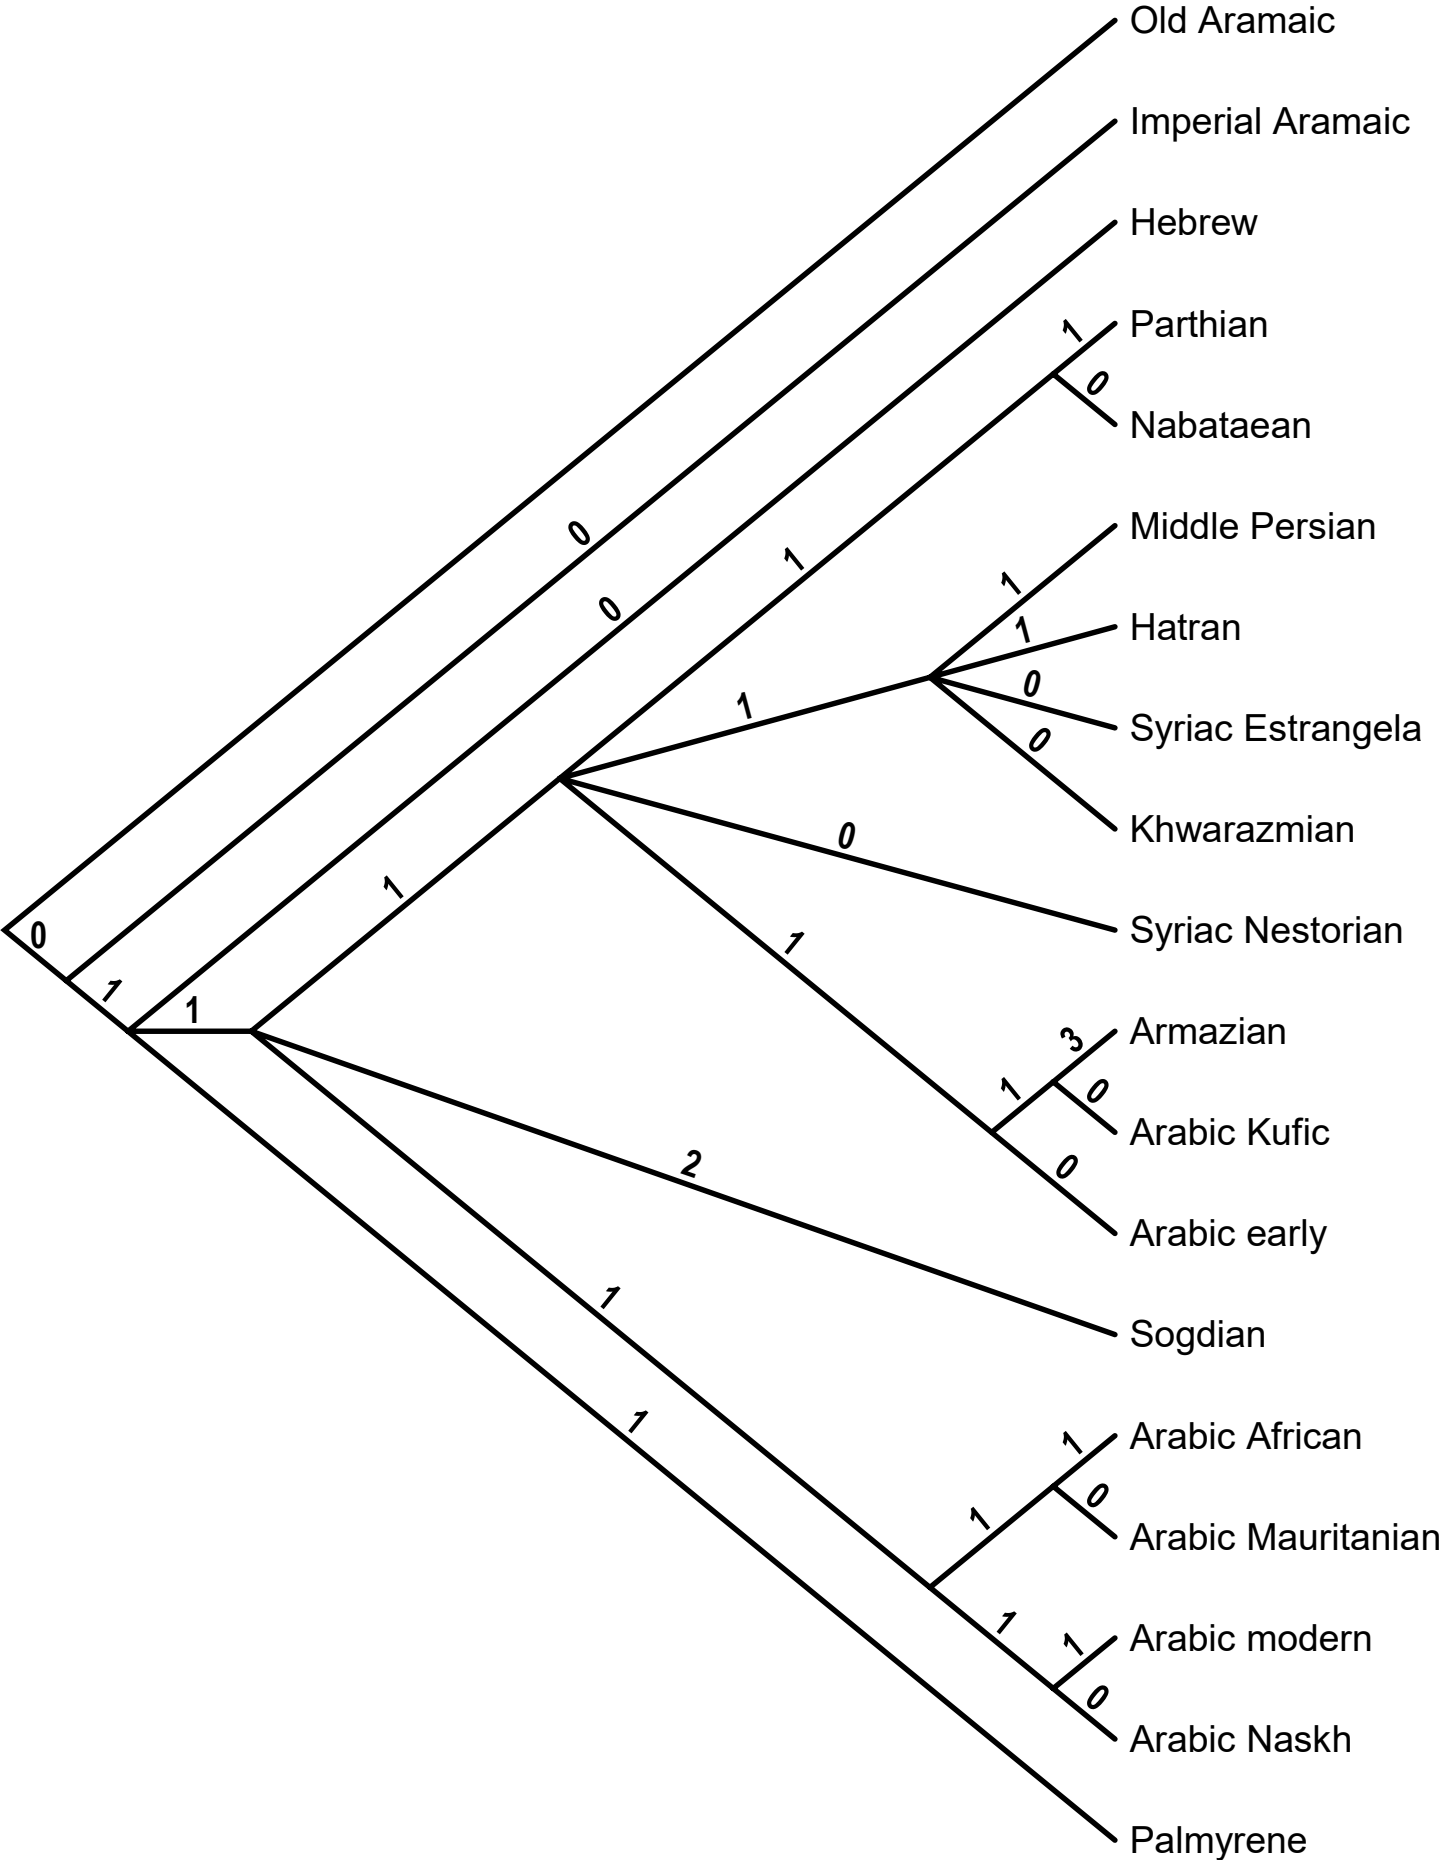 Old Aramaic
Imperial Aramaic
Hebrew
1 Parthian
0 Nabataean
Middle Persian
0
1
1
1 Hatran
0
0 Syriac Estrangela
1
0
Khwarazmian
0
1
Syriac Nestorian
0
1
1
1
3 Armazian
1 0
Arabic Kufic
2
0
Arabic early
1
Sogdian
1
1 Arabic African
1 0
Arabic Mauritanian
1
1 Arabic modern
0
Arabic Naskh
Palmyrene